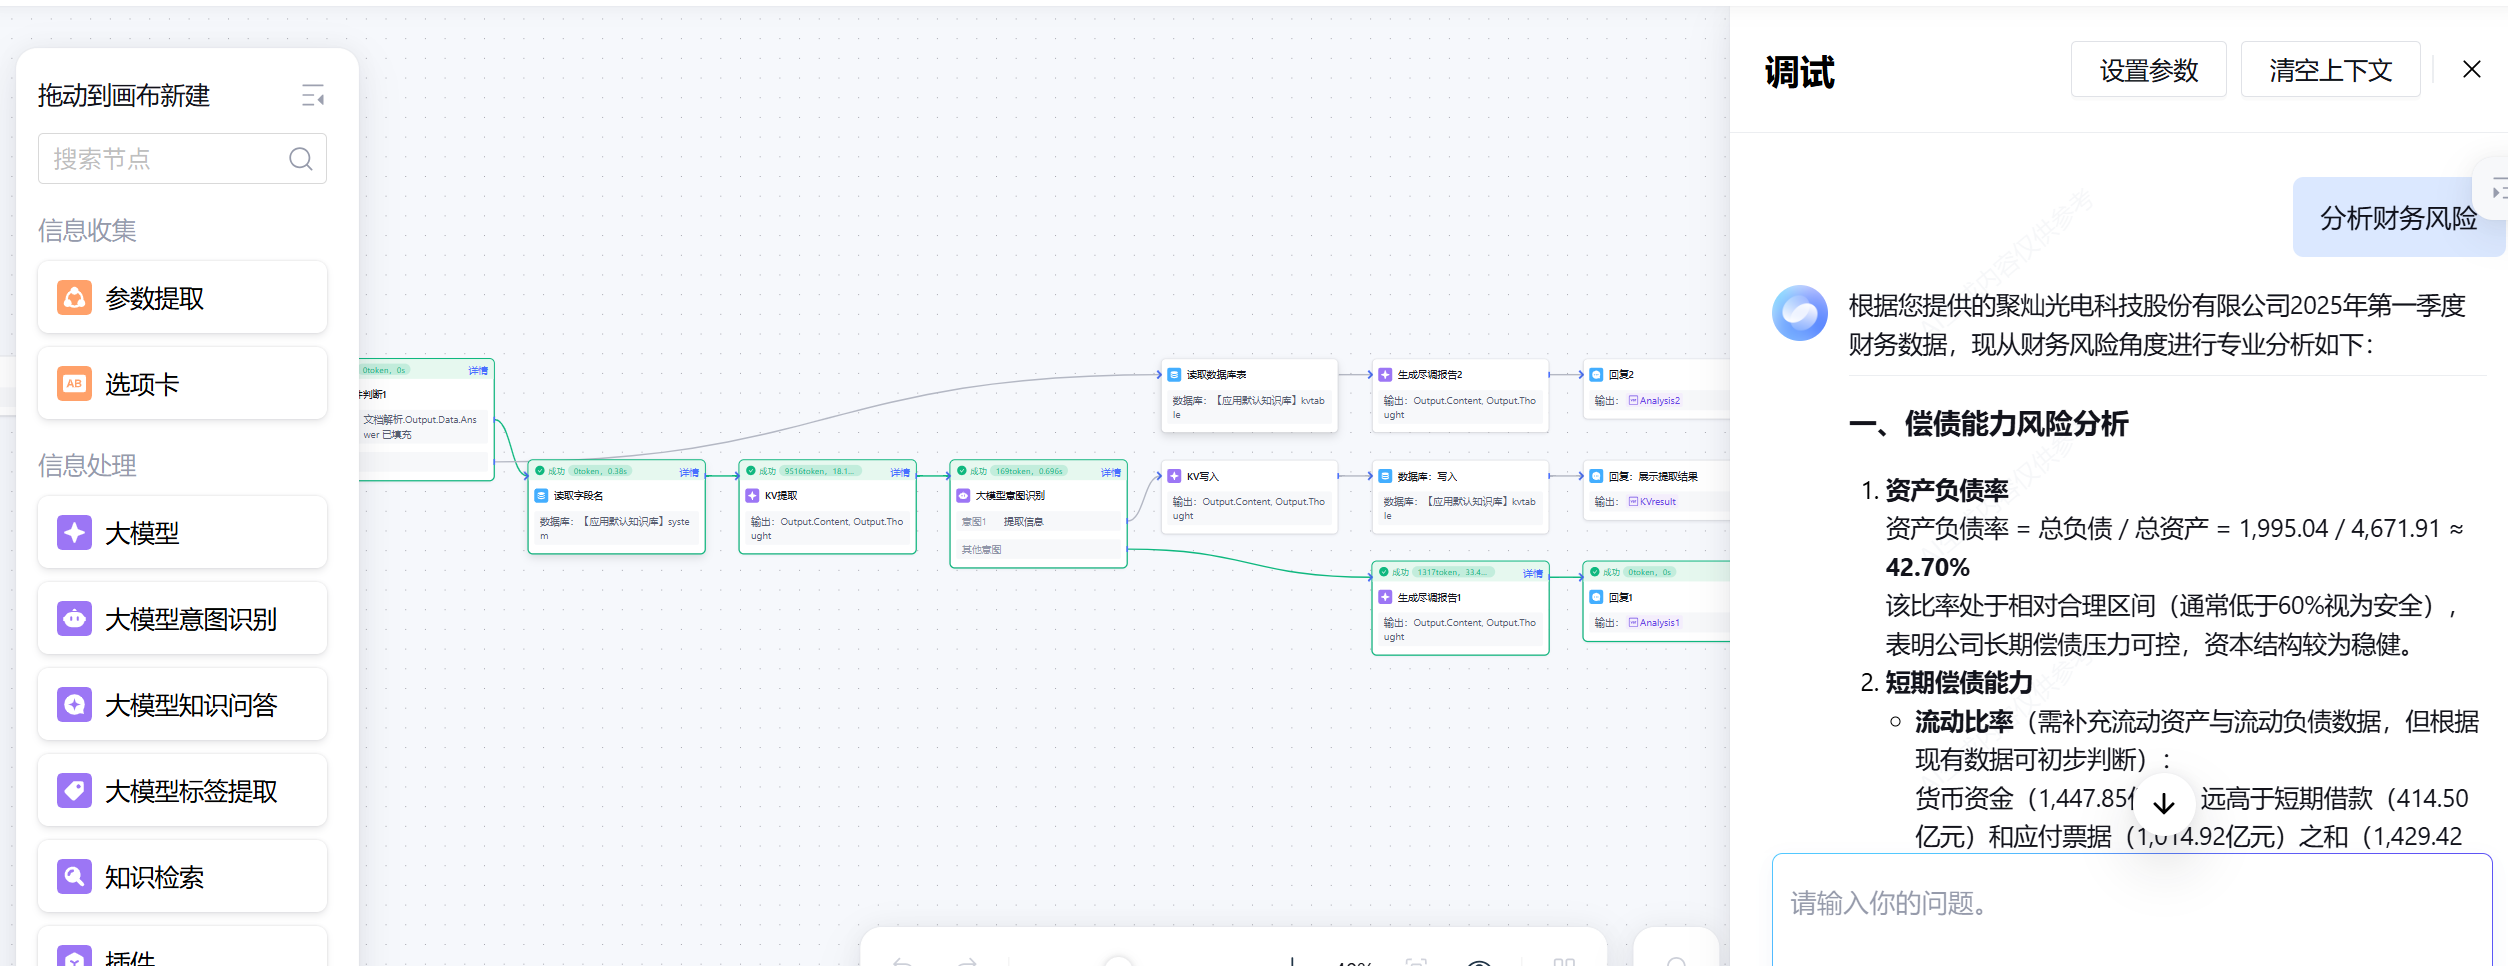 拖动到画布新建
搜索节点
信息收集
参数提取
选项卡
信息处理
大模型
大模型意图识别
大模型知识问答
大模型标签提取
知识检索
插件
0token, 0s
详情
判断1
文档解析.Output.Data.Ans
wer 已填充
成功 0token, 0.38s 详情
读取字段名
数据库：【应用默认知识库】syste
m
成功 9516token, 18.1... 详情
KV提取
输出：Output.Content, Output.Tho
ught
成功 169token, 0.696s 详情
大模型意图识别
意图1 提取信息
其他意图
读取数据库表
数据库：【应用默认知识库】kvtab
le
生成尽调报告2
输出：Output.Content, Output.Tho
ught
回复2
输出： Analysis2
KV写入
输出：Output.Content, Output.Tho
ught
数据库：写入
数据库：【应用默认知识库】kvtab
le
回复：展示提取结果
输出： KVresult
成功 1317token, 33.4... 详情
生成尽调报告1
输出：Output.Content, Output.Tho
ught
成功 0token, 0s
回复1
输出： Analysis1
调试
设置参数
清空上下文
分析财务风险
根据您提供的聚灿光电科技股份有限公司2025年第一季度
财务数据，现从财务风险角度进行专业分析如下：
一、偿债能力风险分析
1. 资产负债率
资产负债率 = 总负债 / 总资产 = 1,995.04 / 4,671.91 ≈
42.70%
该比率处于相对合理区间（通常低于60%视为安全），
表明公司长期偿债压力可控，资本结构较为稳健。
2. 短期偿债能力
流动比率（需补充流动资产与流动负债数据，但根据
现有数据可初步判断）：
货币资金（1,447.85 远高于短期借款（414.50
亿元）和应付票据（1,014.92亿元）之和（1,429.42
请输入你的问题。